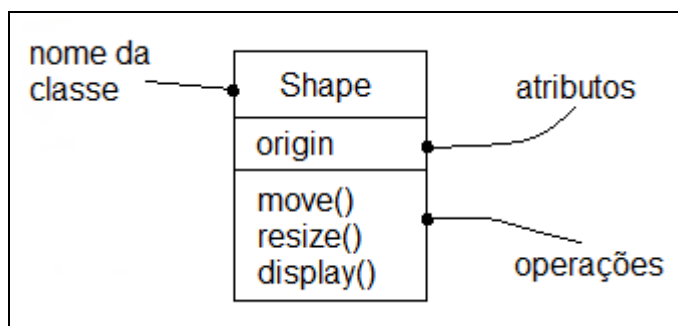 nome da
classe
Shape
atributos
origin
move()
resize()
display()
operações